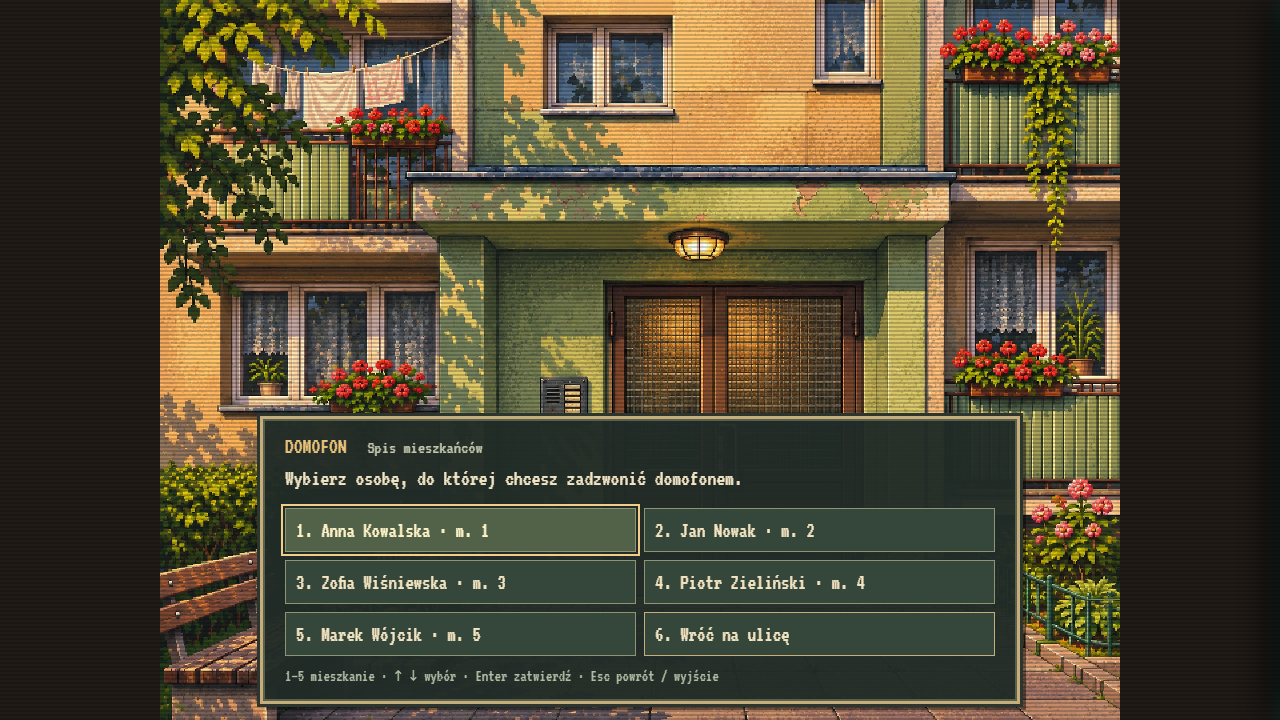 DOMOFON Spis mieszkańców
Wybierz osobę, do której chcesz zadzwonić domofonem.
1. Anna Kowalska · m. 1
2. Jan Nowak · m. 2
3. Zofia Wiśniewska · m. 3
4. Piotr Zieliński · m. 4
5. Marek Wójcik · m. 5
6. Wróć na ulicę
1-5 mieszkanie · ↑ ↓ wybór · Enter zatwierdź · Esc powrót / wyjście